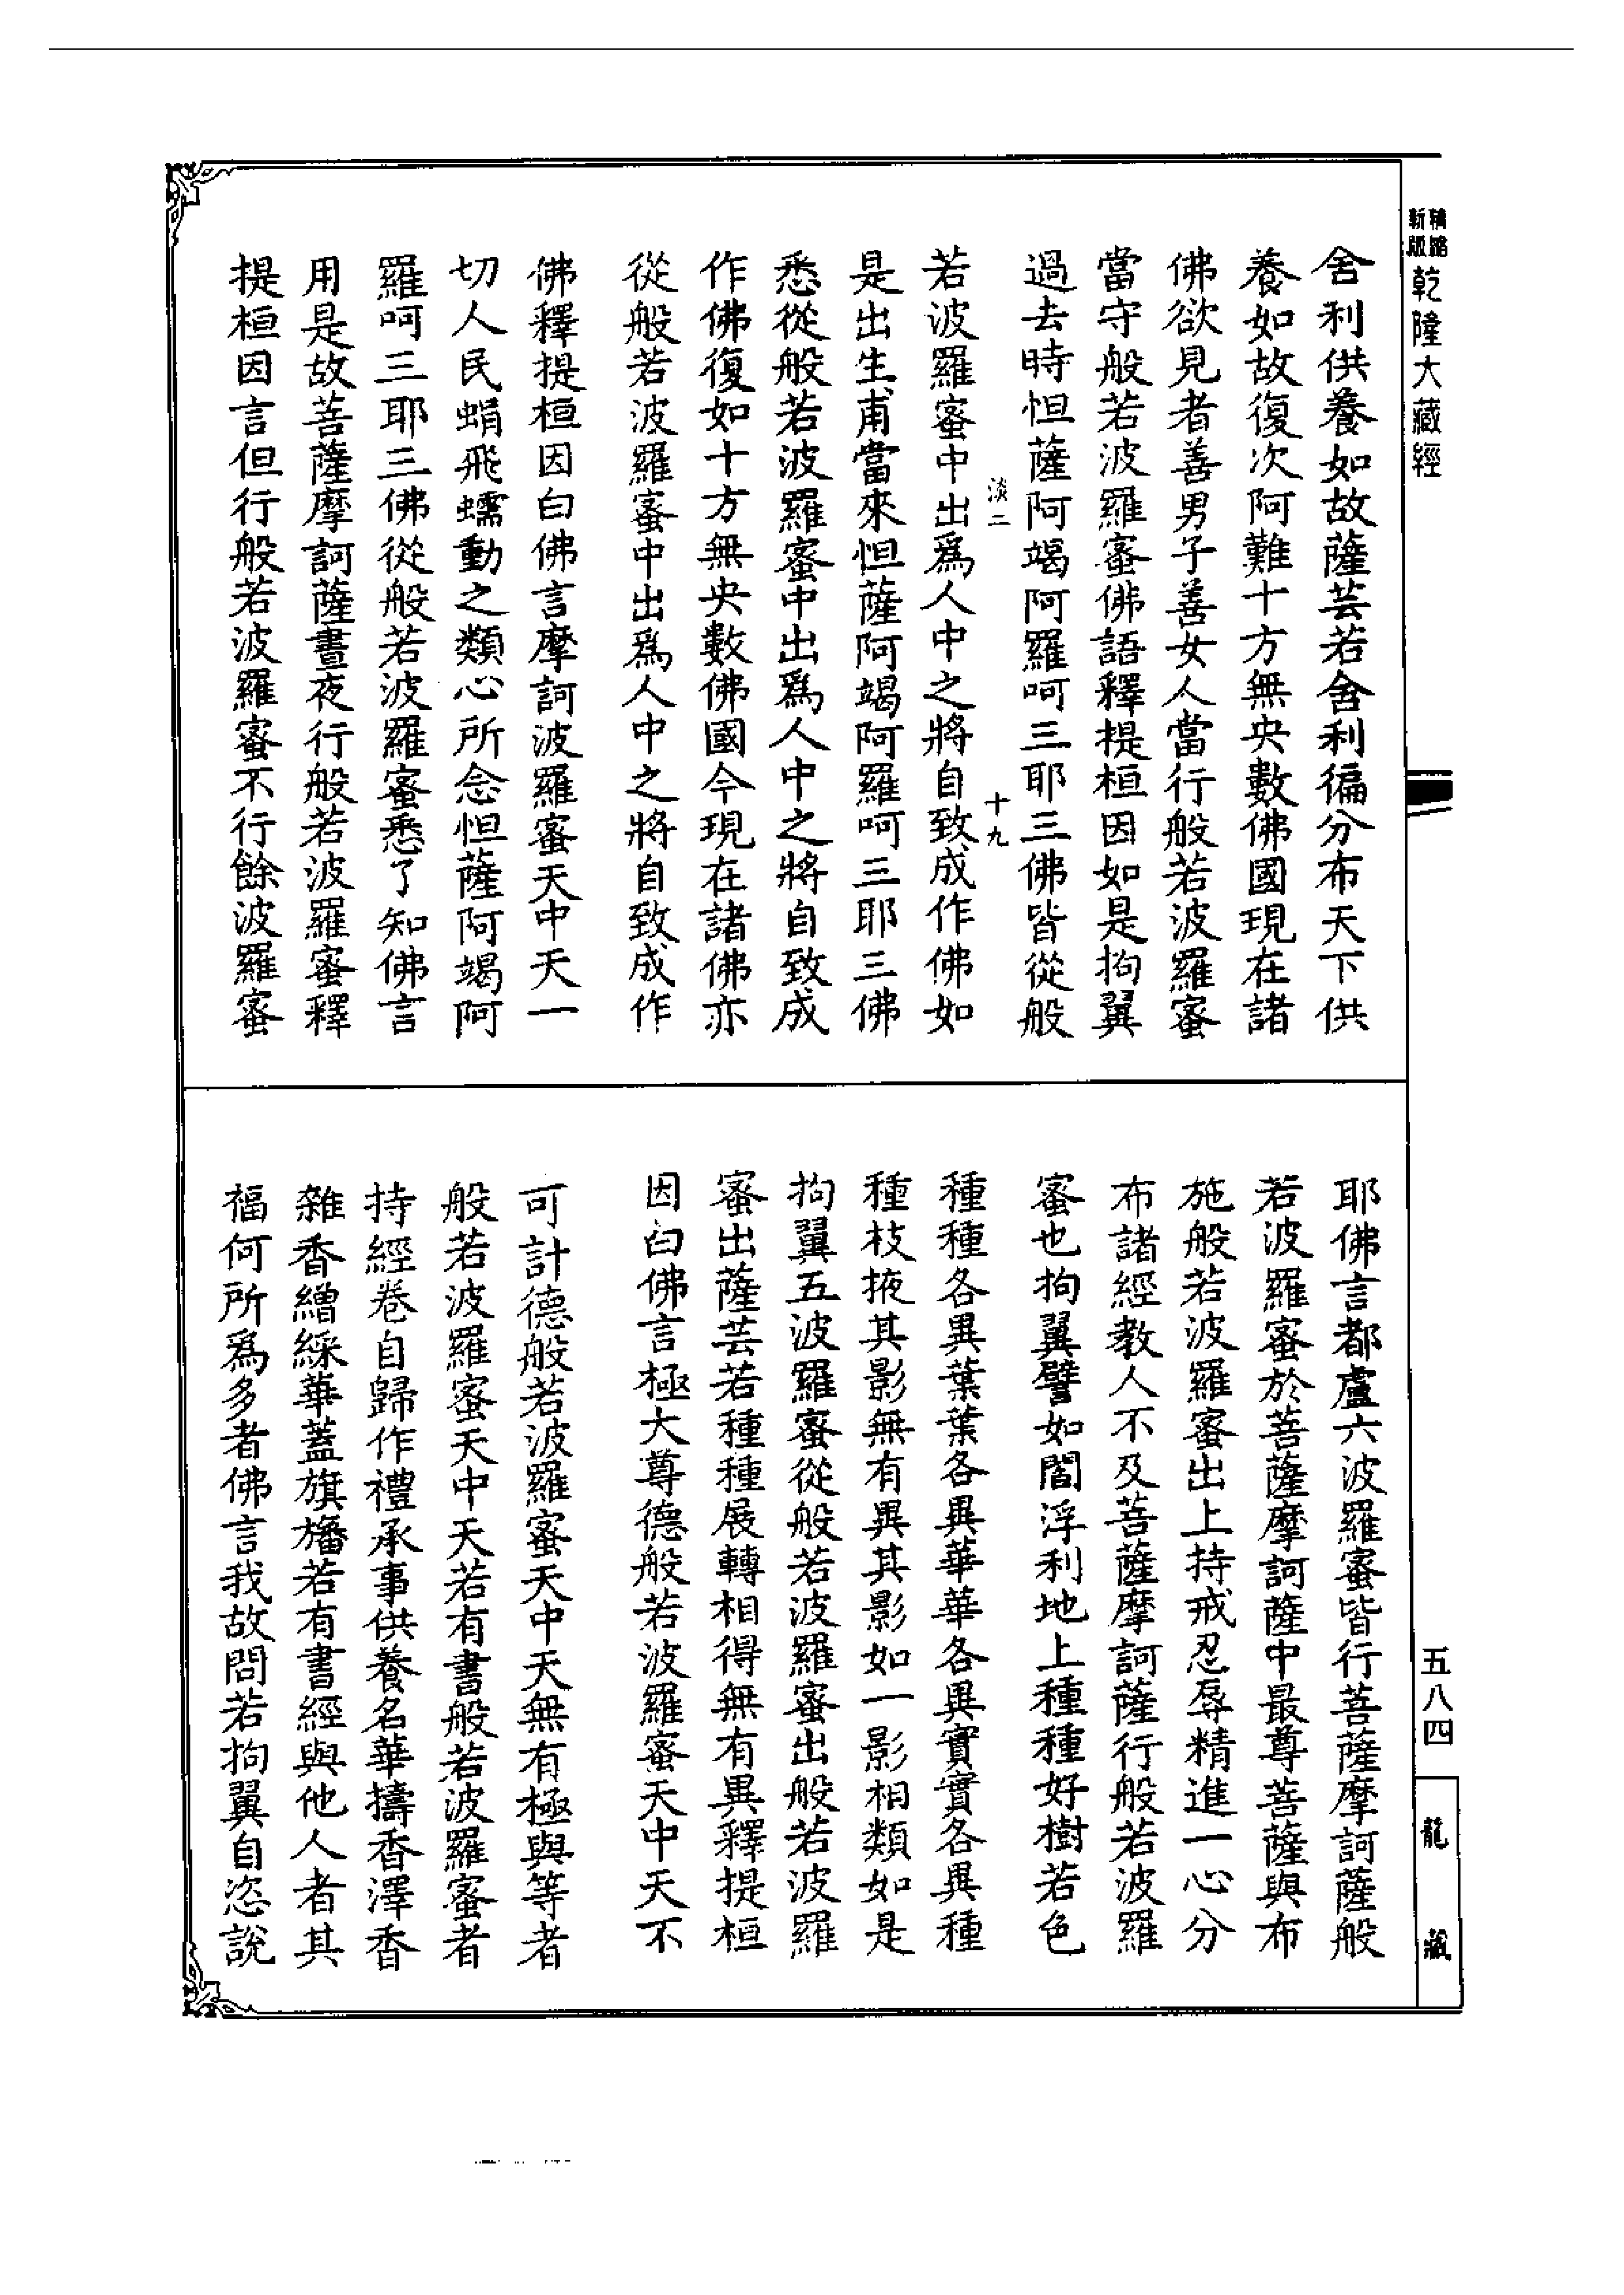 精縮
新版
乾隆大藏經
舍利供養如故薩芸若舍利徧分布天下供
養如故復次阿難十方無央數佛國現在諸
佛欲見者善男子善女人當行般若波羅蜜
當守般若波羅蜜佛語釋提桓因如是拘翼
過去時怛薩阿竭阿羅呵三耶三佛皆從般
淡二 十九
若波羅蜜中出爲人中之將自致成作佛如
是出生甫當來怛薩阿竭阿羅呵三耶三佛
悉從般若波羅蜜中出爲人中之將自致成
作佛復如十方無央數佛國今現在諸佛亦
從般若波羅蜜中出爲人中之將自致成作
佛釋提桓因白佛言摩訶波羅蜜天中天一
切人民蜎飛蠕動之類心所念怛薩阿竭阿
羅呵三耶三佛從般若波羅蜜悉了知佛言
用是故菩薩摩訶薩晝夜行般若波羅蜜釋
提桓因言但行般若波羅蜜不行餘波羅蜜
耶佛言都盧六波羅蜜皆行菩薩摩訶薩般
若波羅蜜於菩薩摩訶薩中最尊菩薩與布
施般若波羅蜜出上持戒忍辱精進一心分
布諸經教人不及菩薩摩訶薩行般若波羅
蜜也拘翼譬如閻浮利地上種種好樹若色
種種各異葉葉各異華華各異實實各異種
種枝掖其影無有異其影如一影相類如是
拘翼五波羅蜜從般若波羅蜜出般若波羅
蜜出薩芸若種種展轉相得無有異釋提桓
因白佛言極大尊德般若波羅蜜天中天不
可計德般若波羅蜜天中天無有極與等者
般若波羅蜜天中天若有書般若波羅蜜者
持經卷自歸作禮承事供養名華擣香澤香
雜香繒綵華蓋旗旛若有書經與他人者其
福何所爲多者佛言我故問若拘翼自恣說
五八四
龍藏